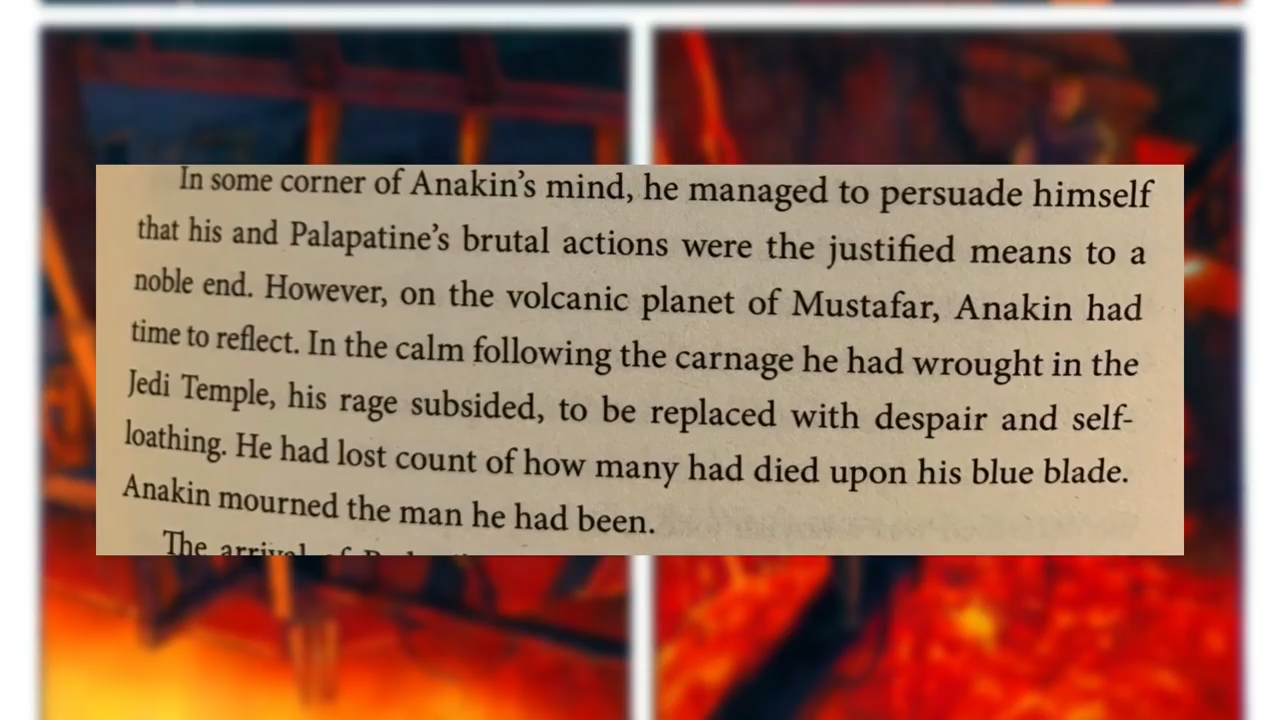 In some corner of Anakin's mind, he managed to persuade himself
that his and Palapatine's brutal actions were the justified means to a
noble end. However, on the volcanic planet of Mustafar, Anakin had
time to reflect. In the calm following the carnage he had wrought in the
Jedi Temple, his rage subsided, to be replaced with despair and self-
loathing. He had lost count of how many had died upon his blue blade.
Anakin mourned the man he had been.
The arrival of